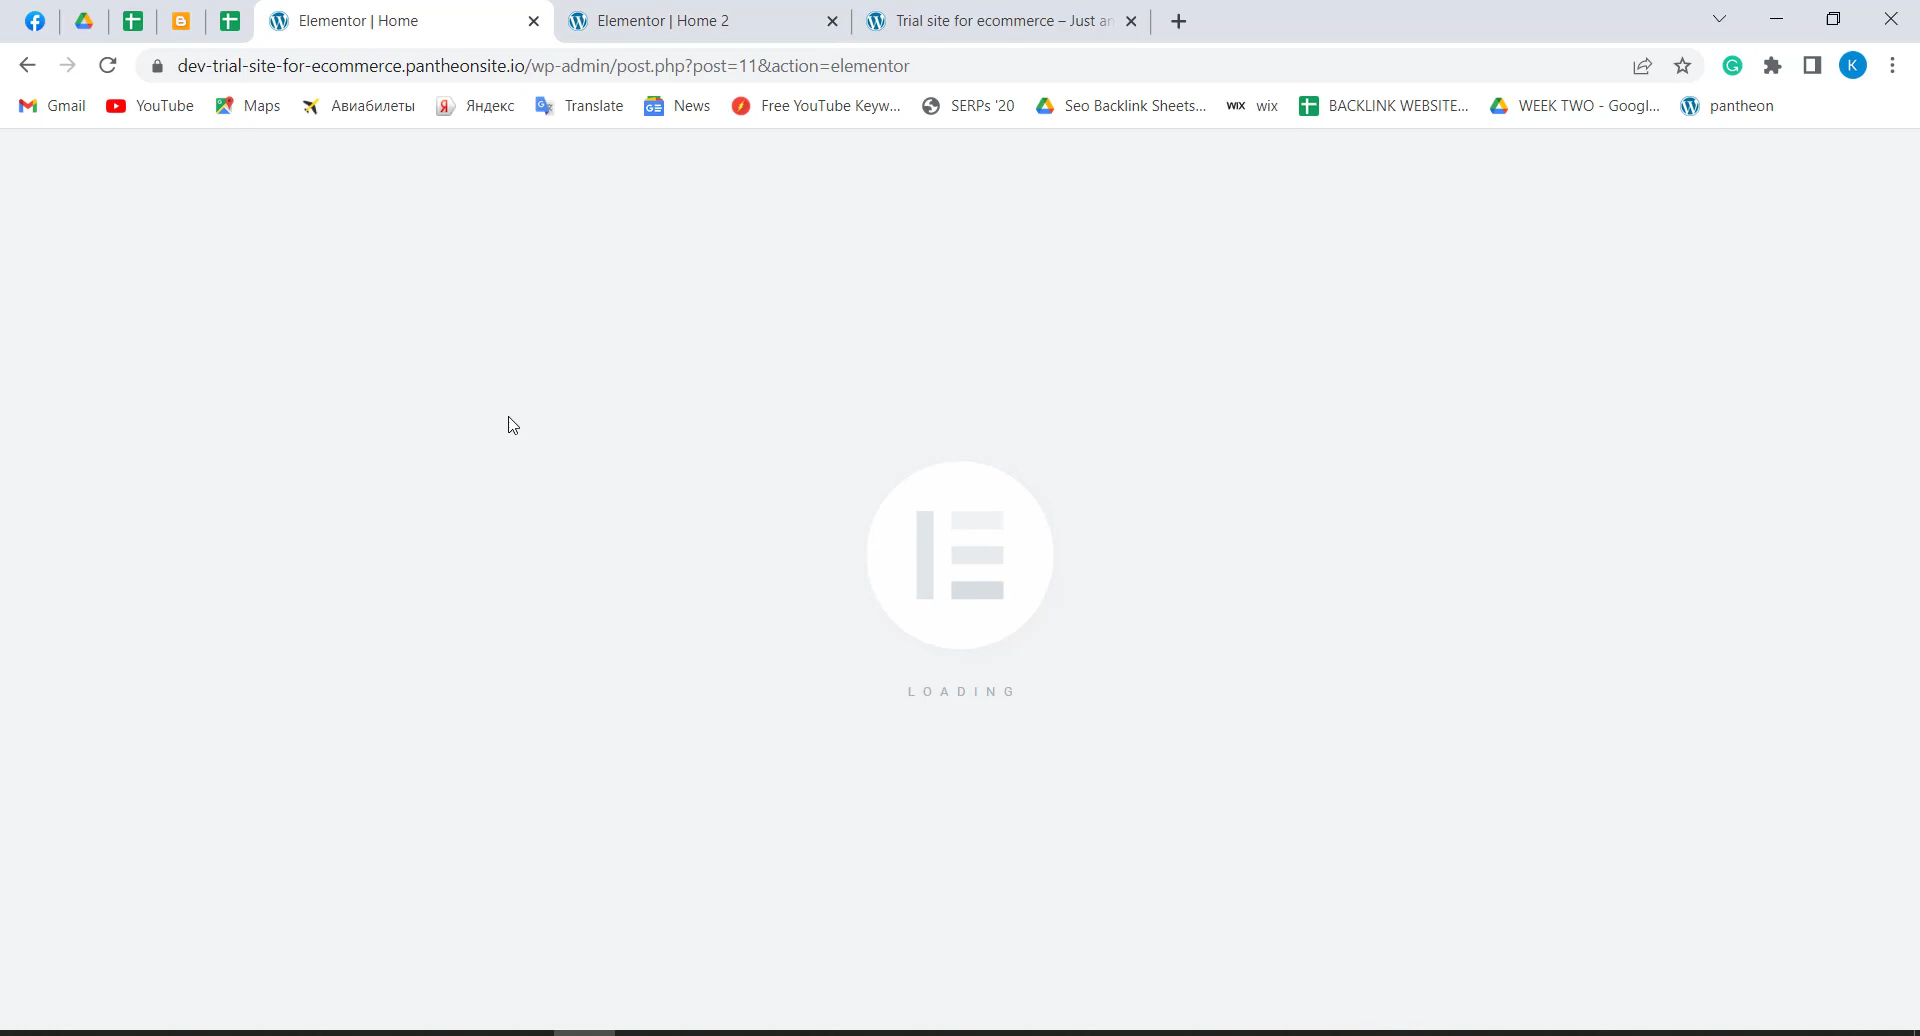 Elementor | Home
Elementor | Home 2
Trial site for ecommerce – Just an
dev-trial-site-for-ecommerce.pantheonsite.io/wp-admin/post.php?post=11&action=elementor
K
Gmail
YouTube
Maps
Авиабилеты
Яндекс
Translate
News
Free YouTube Keyw...
SERPs '20
Seo Backlink Sheets...
WIX wix
BACKLINK WEBSITE...
WEEK TWO - Googl...
pantheon
LOADING